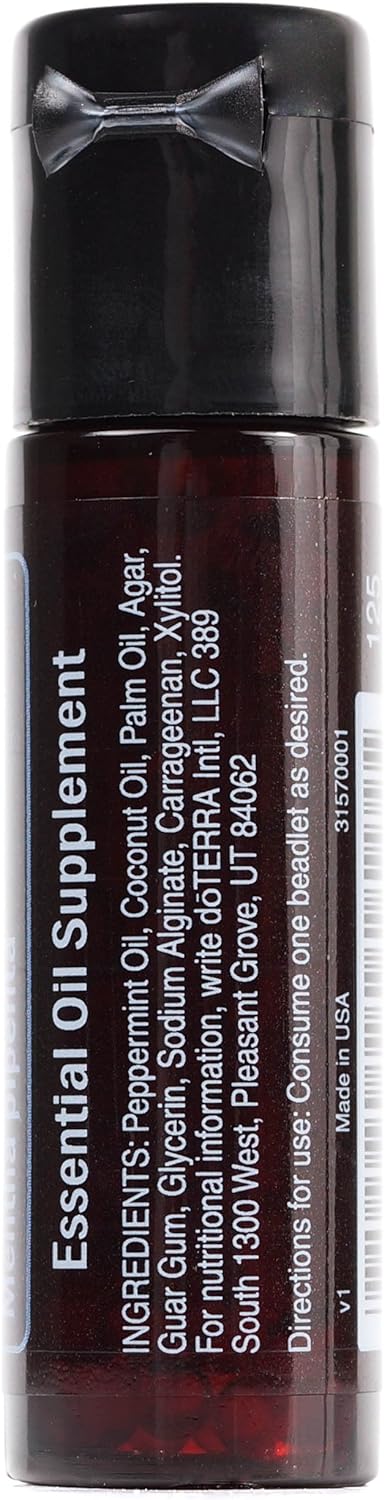 Mentha piperita
Essential Oil Supplement
INGREDIENTS: Peppermint Oil, Coconut Oil, Palm Oil, Agar,
Guar Gum, Glycerin, Sodium Alginate, Carrageenan, Xylitol.
For nutritional information, write dōTERRA Intl, LLC 389
South 1300 West, Pleasant Grove, UT 84062
Directions for use: Consume one beadlet as desired.
v1 Made in USA 31570001
125